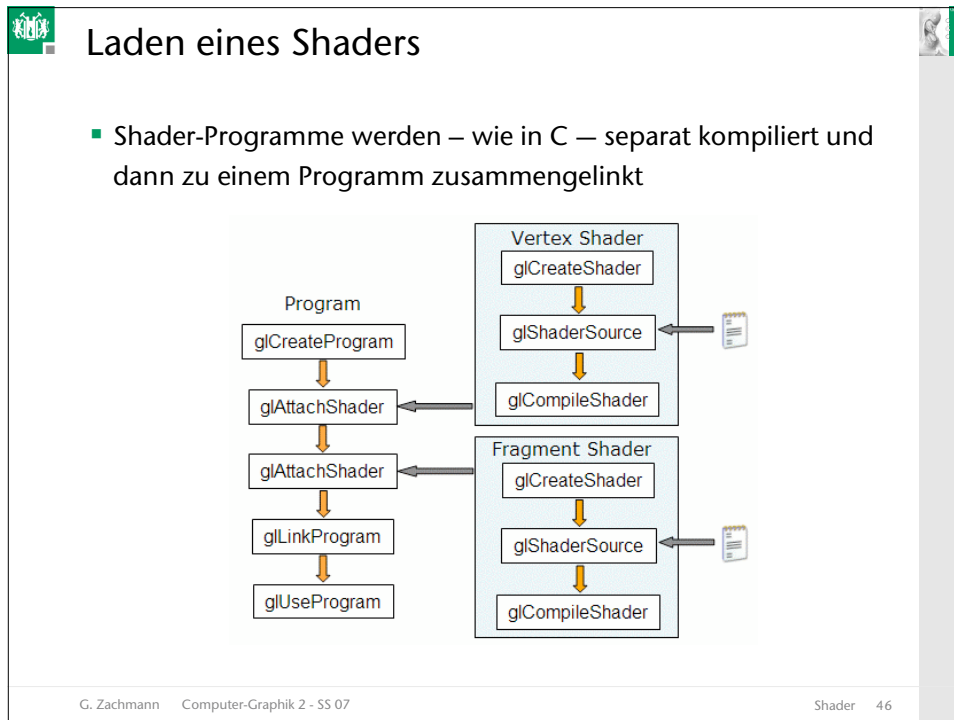 Laden eines Shaders
▪ Shader-Programme werden – wie in C — separat kompiliert und
dann zu einem Programm zusammengelinkt
Program
glCreateProgram
glAttachShader
glAttachShader
glLinkProgram
glUseProgram
Vertex Shader
glCreateShader
glShaderSource
glCompileShader
Fragment Shader
glCreateShader
glShaderSource
glCompileShader
G. Zachmann Computer-Graphik 2 - SS 07
Shader 46